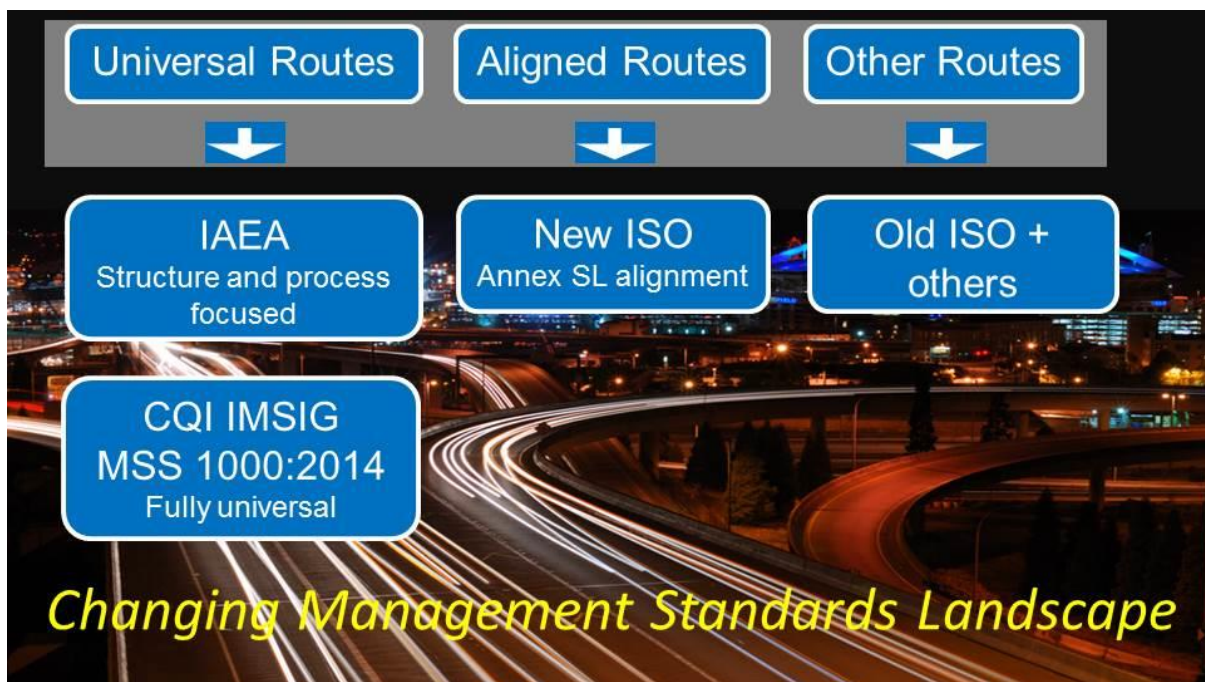 Universal Routes
Aligned Routes
Other Routes
IAEA
Structure and process
focused
New ISO
Annex SL alignment
Old ISO +
others
CQI IMSIG
MSS 1000:2014
Fully universal
Changing Management Standards Landscape